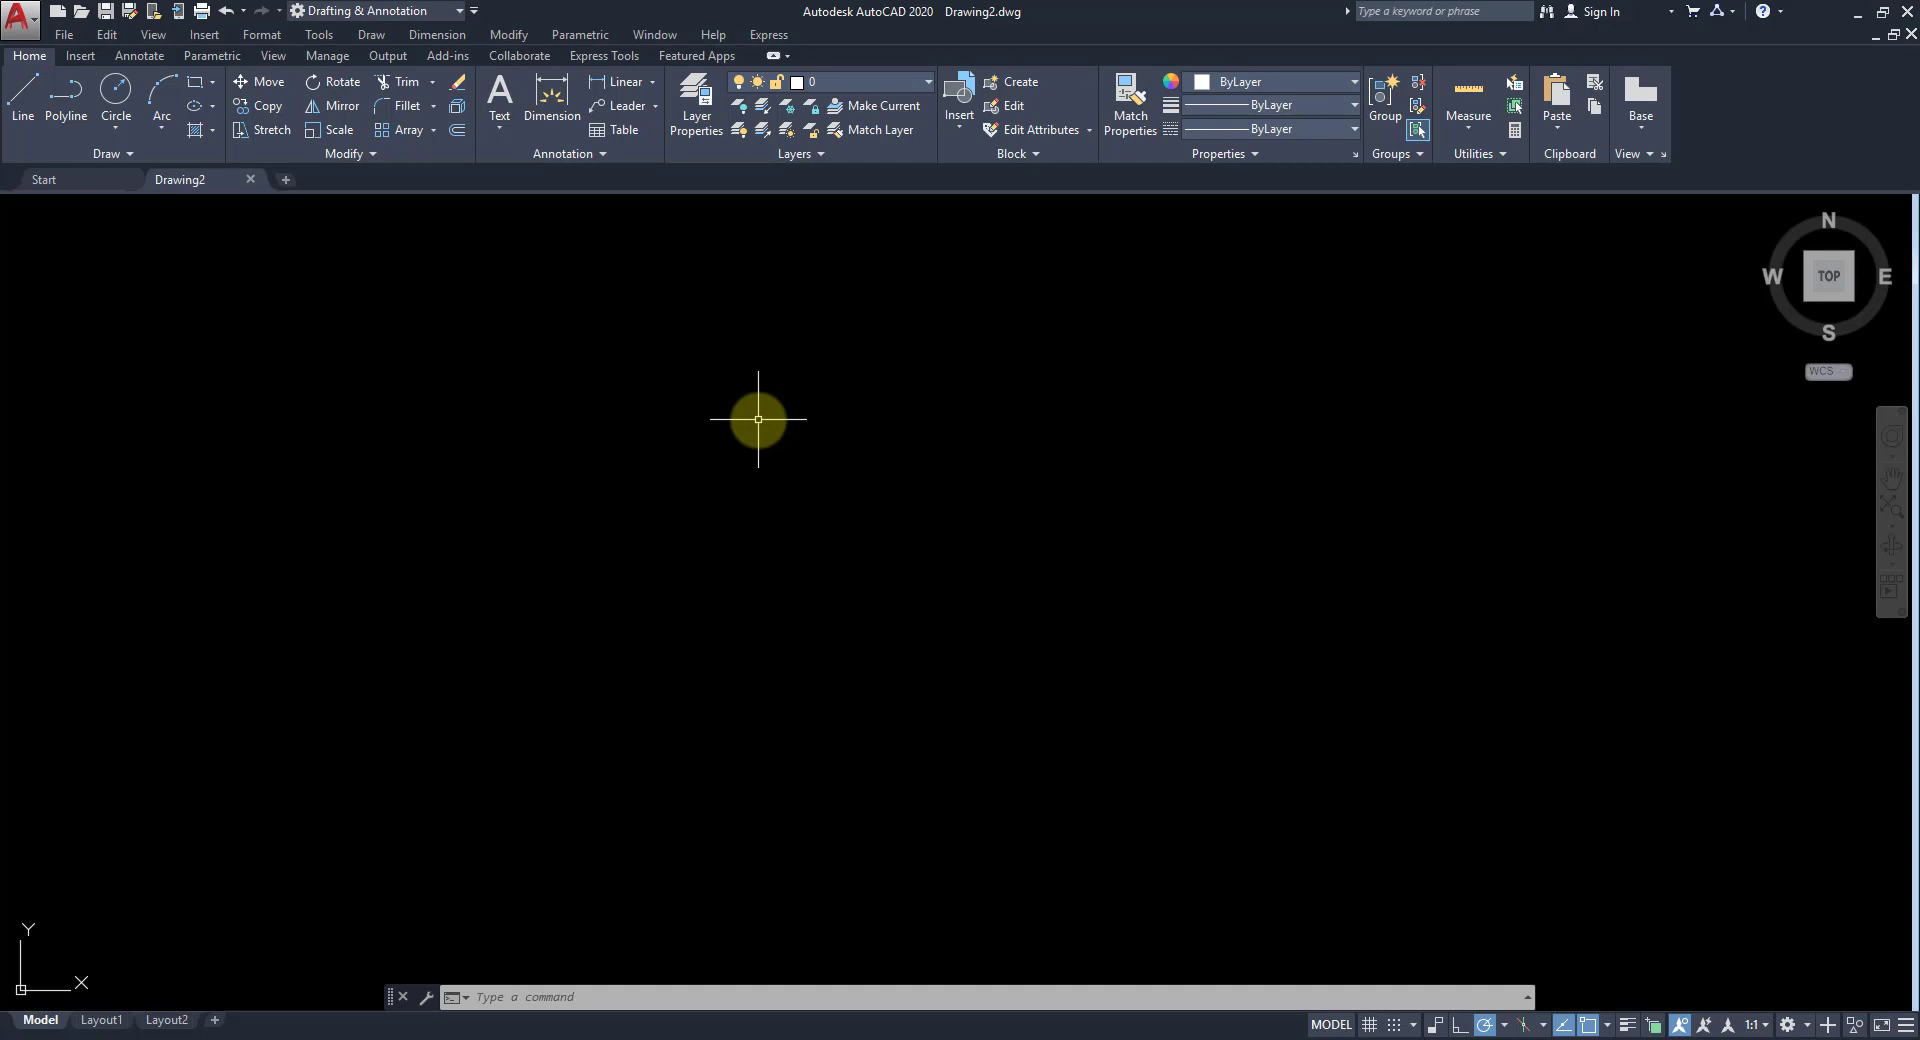 Drafting & Annotation
Autodesk AutoCAD 2020 Drawing2.dwg
Type a keyword or phrase
Sign In
File Edit View Insert Format Tools Draw Dimension Modify Parametric Window Help Express
Home Insert Annotate Parametric View Manage Output Add-ins Collaborate Express Tools Featured Apps
Line Polyline Circle Arc
Move Rotate Trim
Copy Mirror Fillet
Stretch Scale Array
Text Dimension
Linear
Leader
Table
Layer
Properties
0
Make Current
Match Layer
Insert
Create
Edit
Edit Attributes
Match
Properties
ByLayer
ByLayer
ByLayer
Group
Measure
Paste
Base
Draw Modify Annotation Layers Block Properties Groups Utilities Clipboard View
Start Drawing2
N
W TOP E
S
WCS
Y
X
Type a command
Model Layout1 Layout2
MODEL 1:1